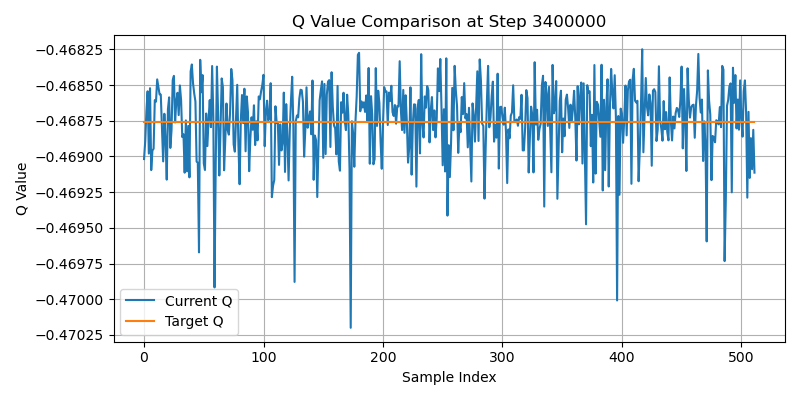 Q Value Comparison at Step 3400000
Q Value
−0.46825
−0.46850
−0.46875
−0.46900
−0.46925
−0.46950
−0.46975
−0.47000
−0.47025
Current Q
Target Q
0 100 200 300 400 500
Sample Index